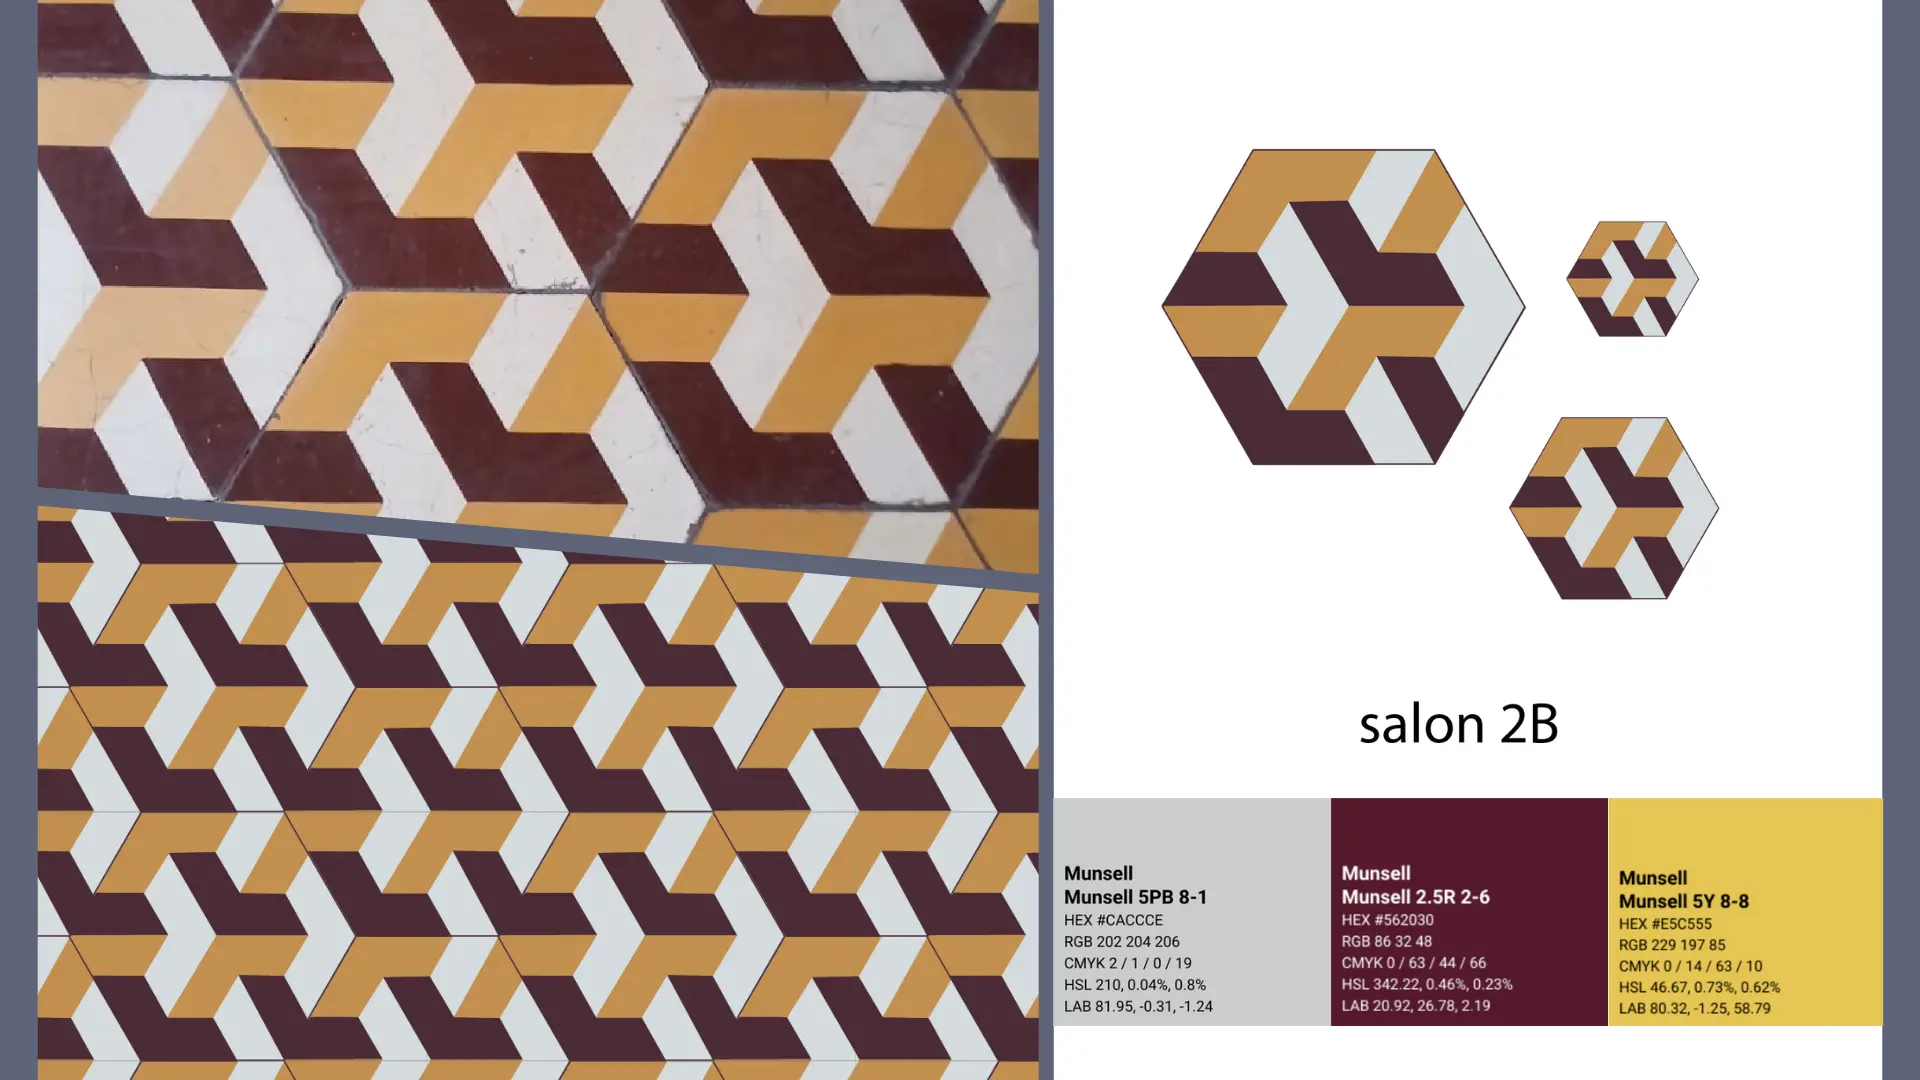 salon 2B
Munsell
Munsell 5PB 8-1
HEX #CACCCE
RGB 202 204 206
CMYK 2 / 1 / 0 / 19
HSL 210, 0.04%, 0.8%
LAB 81.95, -0.31, -1.24
Munsell
Munsell 2.5R 2-6
HEX #562030
RGB 86 32 48
CMYK 0 / 63 / 44 / 66
HSL 342.22, 0.46%, 0.23%
LAB 20.92, 26.78, 2.19
Munsell
Munsell 5Y 8-8
HEX #E5C555
RGB 229 197 85
CMYK 0 / 14 / 63 / 10
HSL 46.67, 0.73%, 0.62%
LAB 80.32, -1.25, 58.79